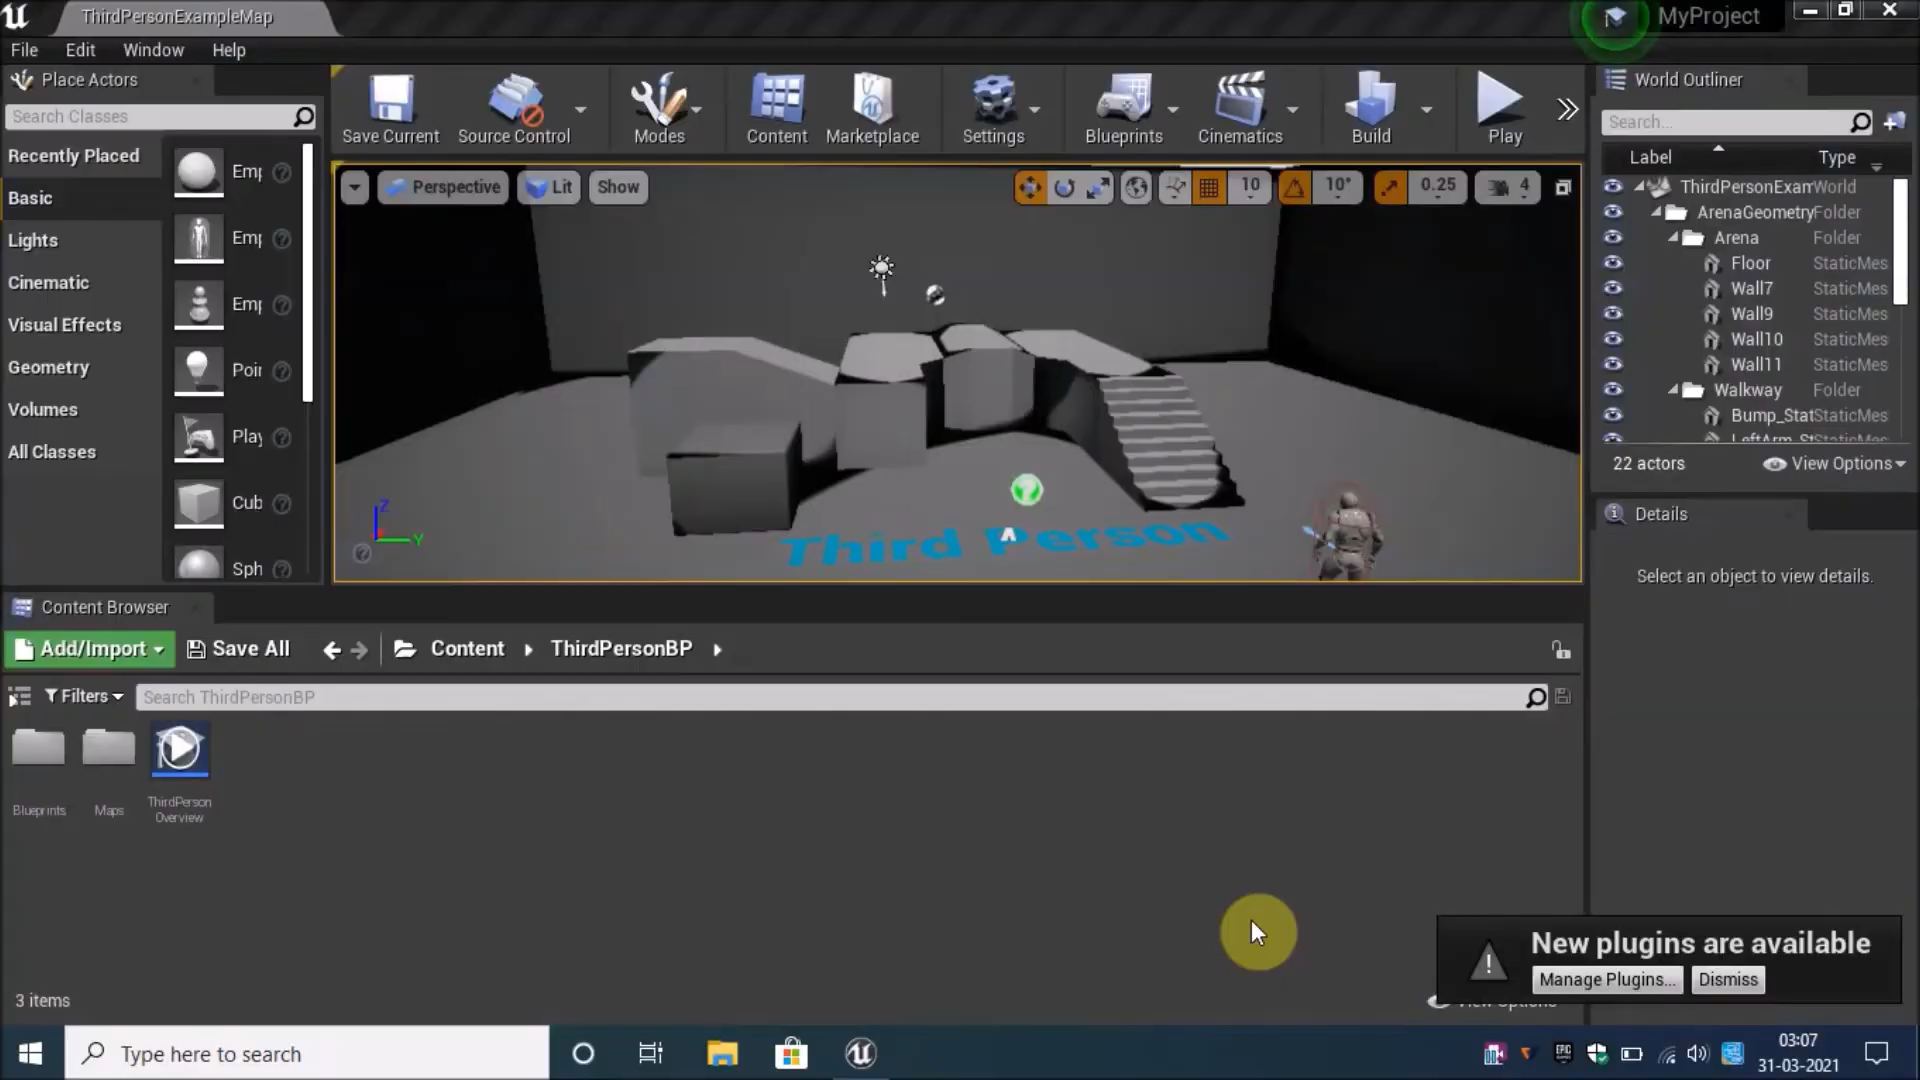 ThirdPersonExampleMap
MyProject
File Edit Window Help
Place Actors
Search Classes
Recently Placed
Basic
Lights
Cinematic
Visual Effects
Geometry
Volumes
All Classes
Emp
Emp
Emp
Poin
Play
Cub
Sph
Save Current
Source Control
Modes
Content
Marketplace
Settings
Blueprints
Cinematics
Build
Play
Perspective
Lit
Show
10
10°
0.25
4
Z
Y
Third Person
World Outliner
Search...
Label Type
ThirdPersonExam World
ArenaGeometry Folder
Arena Folder
Floor StaticMes
Wall7 StaticMes
Wall9 StaticMes
Wall10 StaticMes
Wall11 StaticMes
Walkway Folder
Bump_Stat StaticMes
LeftArm_St StaticMes
22 actors
View Options
Details
Select an object to view details.
Content Browser
Add/Import
Save All
Content
ThirdPersonBP
Filters
Search ThirdPersonBP
Blueprints
Maps
ThirdPerson
Overview
3 items
View Options
New plugins are available
Manage Plugins...
Dismiss
Type here to search
EPIC
03:07
31-03-2021